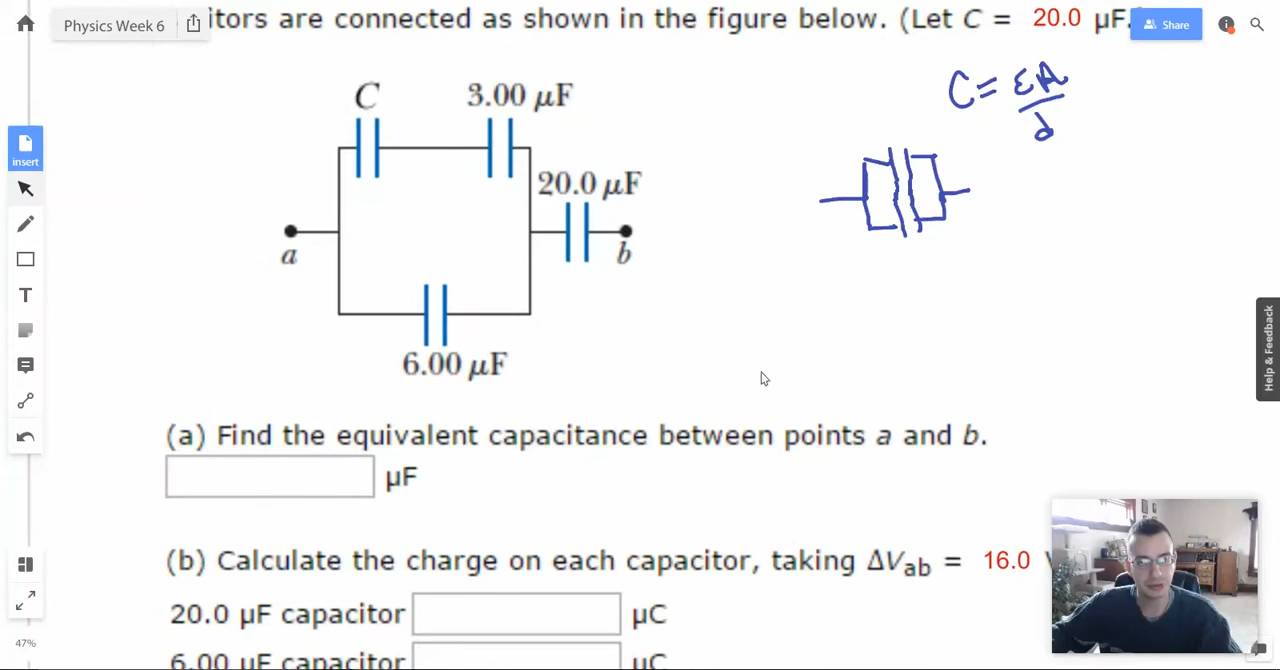 itors are connected as shown in the figure below. (Let C = 20.0 μF.
Physics Week 6
Share
C = εA
d
C
3.00 μF
20.0 μF
a
b
6.00 μF
insert
T
Help & Feedback
(a) Find the equivalent capacitance between points a and b.
μF
(b) Calculate the charge on each capacitor, taking ΔVab = 16.0
20.0 μF capacitor
μC
6.00 μF capacitor
μC
47%